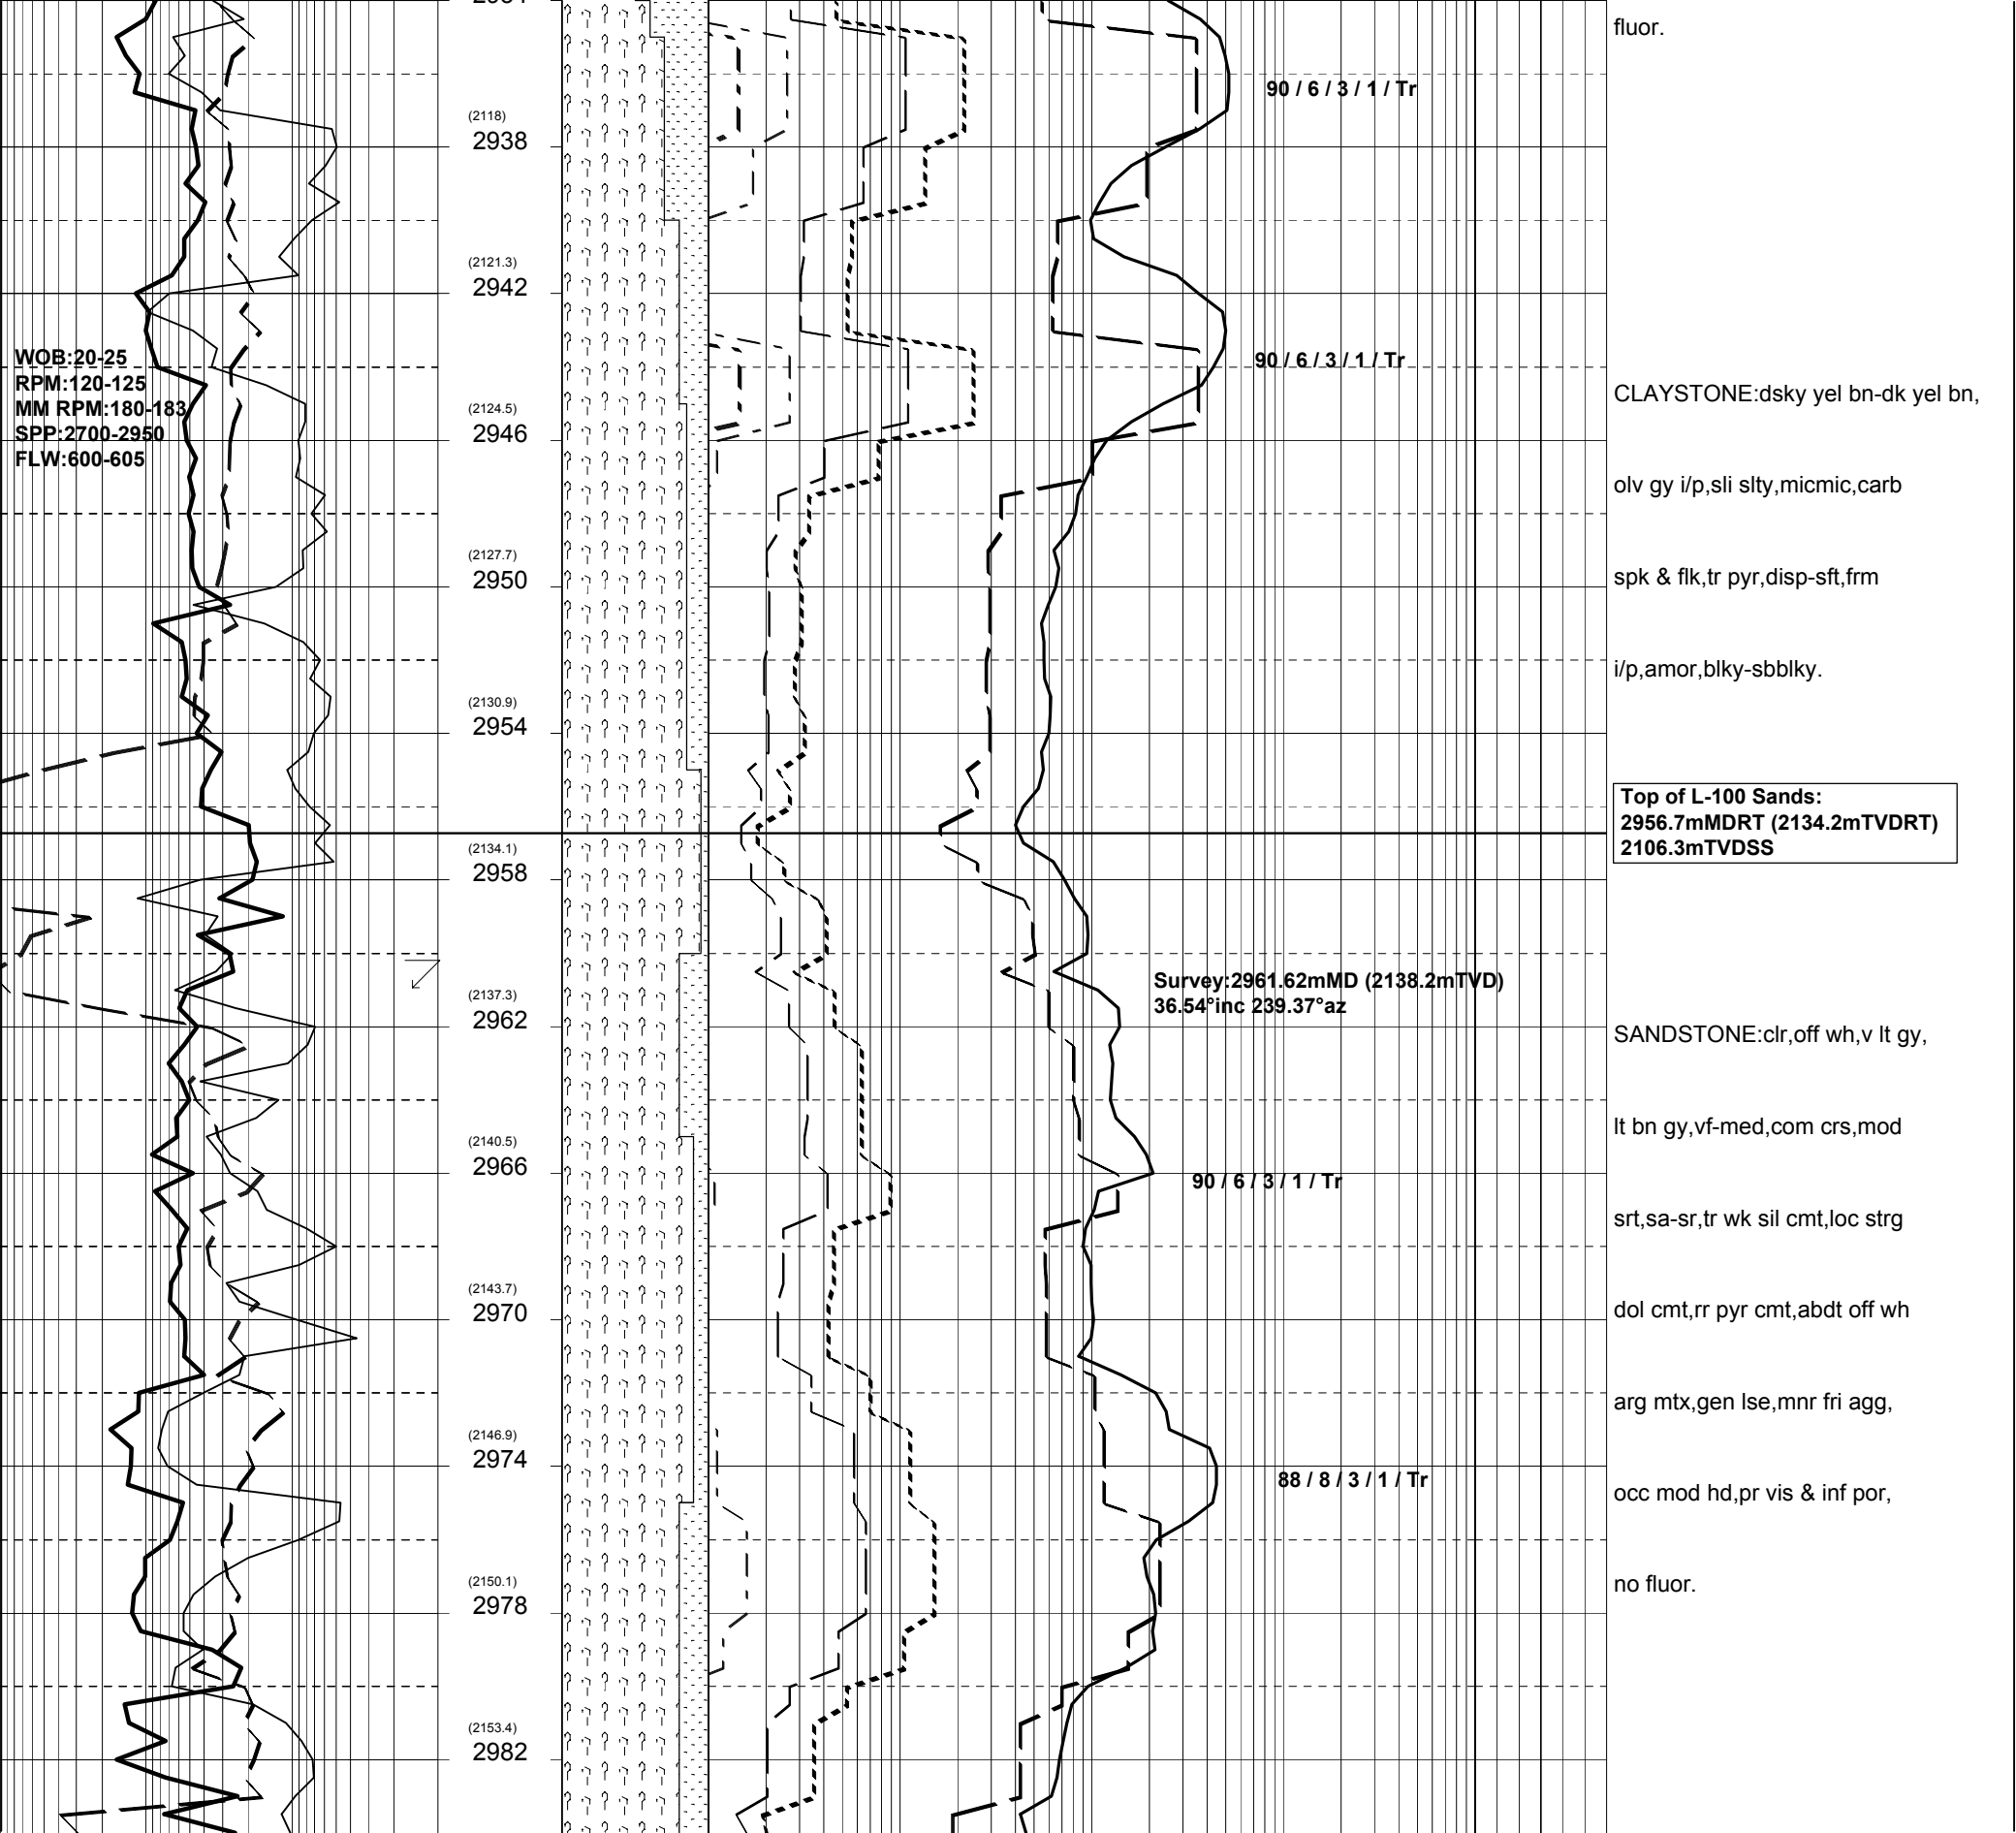 fluor.
90 / 6 / 3 / 1 / Tr
(2118)
2938
(2121.3)
2942
WOB:20-25
RPM:120-125
MM RPM:180-183
SPP:2700-2950
FLW:600-605
90 / 6 / 3 / 1 / Tr
CLAYSTONE:dsky yel bn-dk yel bn,
(2124.5)
2946
olv gy i/p,sli slty,micmic,carb
(2127.7)
2950
spk & flk,tr pyr,disp-sft,frm
i/p,amor,blky-sbblky.
(2130.9)
2954
Top of L-100 Sands:
2956.7mMDRT (2134.2mTVDRT)
2106.3mTVDSS
(2134.1)
2958
Survey:2961.62mMD (2138.2mTVD)
36.54°inc 239.37°az
(2137.3)
2962
SANDSTONE:clr,off wh,v lt gy,
lt bn gy,vf-med,com crs,mod
(2140.5)
2966
90 / 6 / 3 / 1 / Tr
srt,sa-sr,tr wk sil cmt,loc strg
(2143.7)
2970
dol cmt,rr pyr cmt,abdt off wh
arg mtx,gen lse,mnr fri agg,
(2146.9)
2974
88 / 8 / 3 / 1 / Tr
occ mod hd,pr vis & inf por,
(2150.1)
2978
no fluor.
(2153.4)
2982